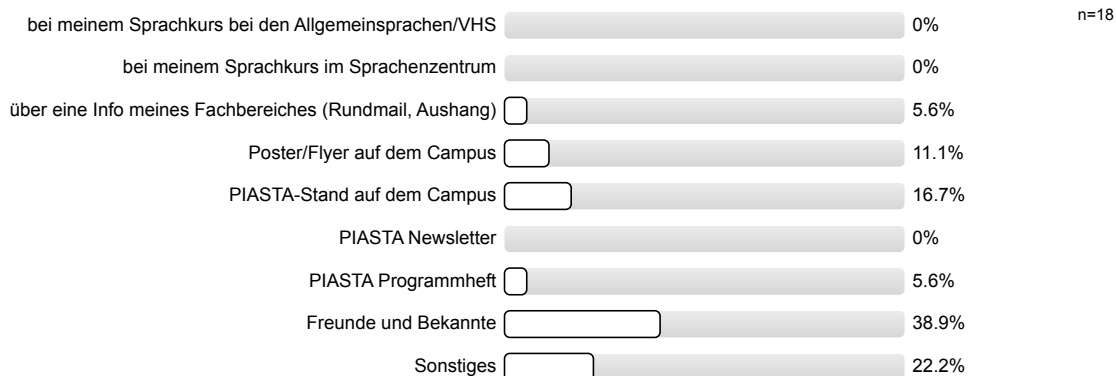 bei meinem Sprachkurs bei den Allgemeinsprachen/VHS 0% n=18
bei meinem Sprachkurs im Sprachenzentrum 0%
über eine Info meines Fachbereiches (Rundmail, Aushang) 5.6%
Poster/Flyer auf dem Campus 11.1%
PIASTA-Stand auf dem Campus 16.7%
PIASTA Newsletter 0%
PIASTA Programmheft 5.6%
Freunde und Bekannte 38.9%
Sonstiges 22.2%